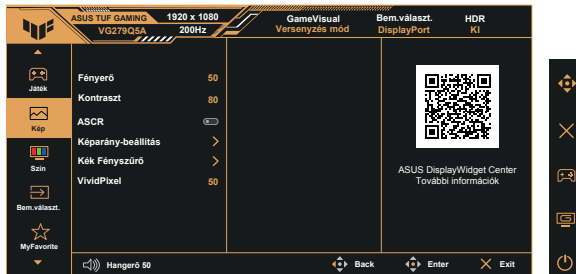 ASUS TUF GAMING
VG279Q5A
1920 x 1080
200Hz
GameVisual
Versenyzés mód
Bem.választ.
DisplayPort
HDR
KI
Játék
Kép
Szín
Bem.választ.
MyFavorite
Fényerő 50
Kontraszt 80
ASCR
Képarány-beállítás
Kék Fényszűrő
VividPixel 50
ASUS DisplayWidget Center
További információk
Hangerő 50
Back
Enter
Exit